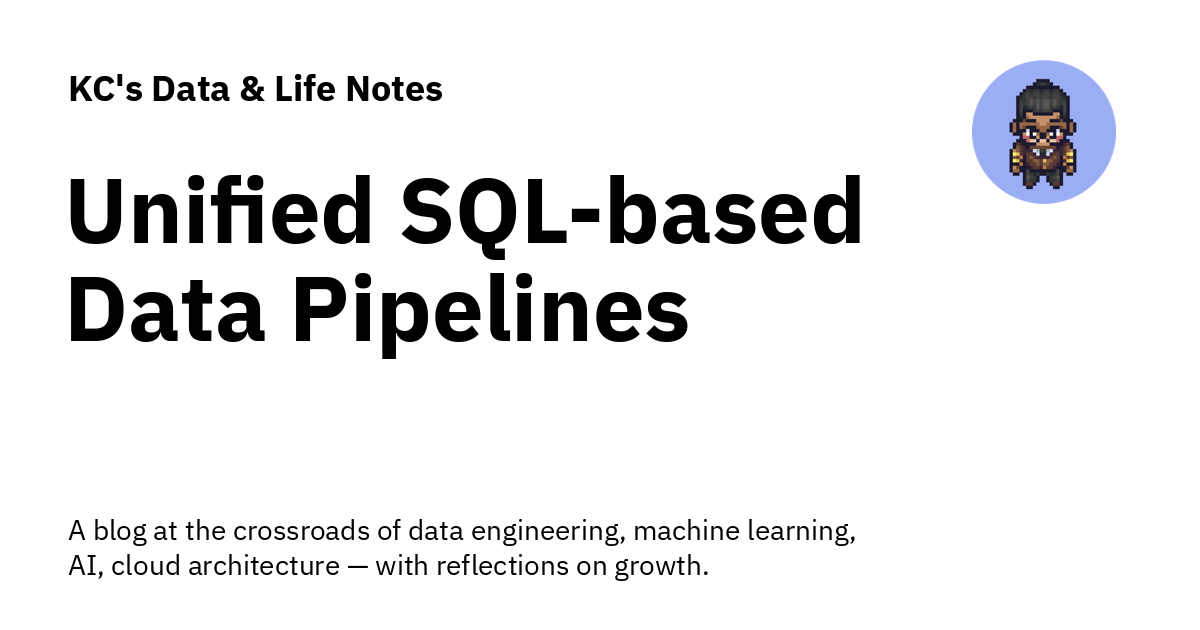 KC's Data & Life Notes
Unified SQL-based
Data Pipelines
A blog at the crossroads of data engineering, machine learning,
AI, cloud architecture — with reflections on growth.